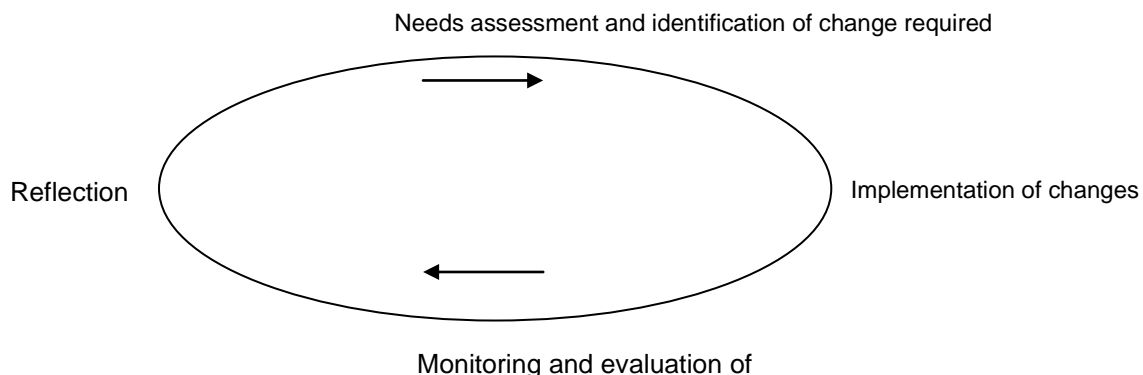 Needs assessment and identification of change required
Reflection
Implementation of changes
Monitoring and evaluation of